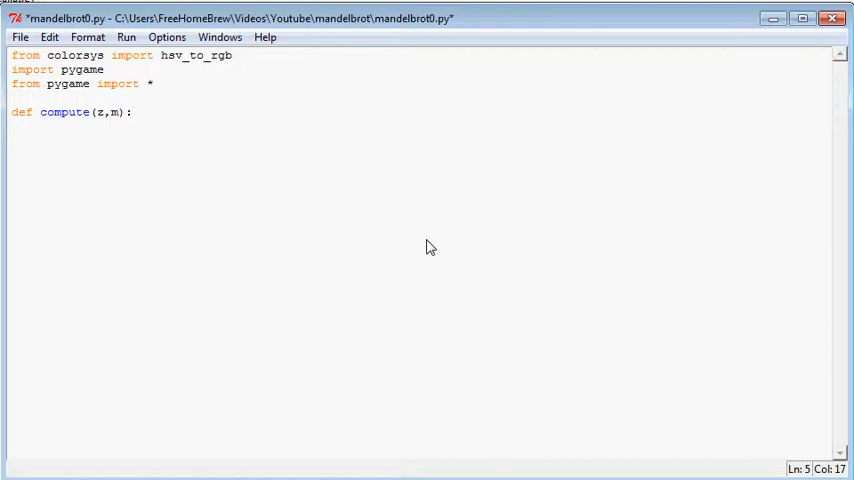 *mandelbrot0.py - C:\Users\FreeHomeBrew\Videos\Youtube\mandelbrot\mandelbrot0.py*
File Edit Format Run Options Windows Help
from colorsys import hsv_to_rgb
import pygame
from pygame import *
def compute(z,m):
Ln: 5 Col: 17